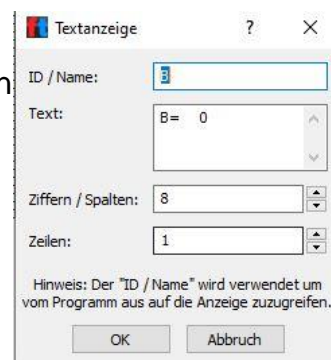 ft Textanzeige ? ×
n
ID / Name: B
Text: B= 0
Ziffern / Spalten: 8
Zeilen: 1
Hinweis: Der "ID / Name" wird verwendet um
vom Programm aus auf die Anzeige zuzugreifen.
OK Abbruch